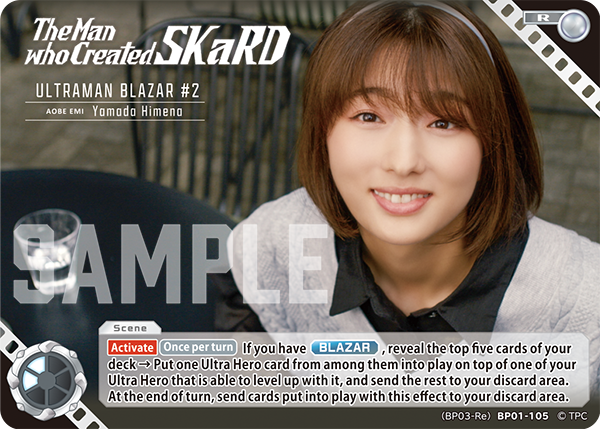 The Man
who Created SKaRD
R
ULTRAMAN BLAZAR #2
AOBE EMI Yamada Himena
SAMPLE
Scene
Activate Once per turn If you have BLAZAR , reveal the top five cards of your
deck → Put one Ultra Hero card from among them into play on top of one of your
Ultra Hero that is able to level up with it, and send the rest to your discard area.
At the end of turn, send cards put into play with this effect to your discard area.
(BP03-Re) BP01-105 © TPC